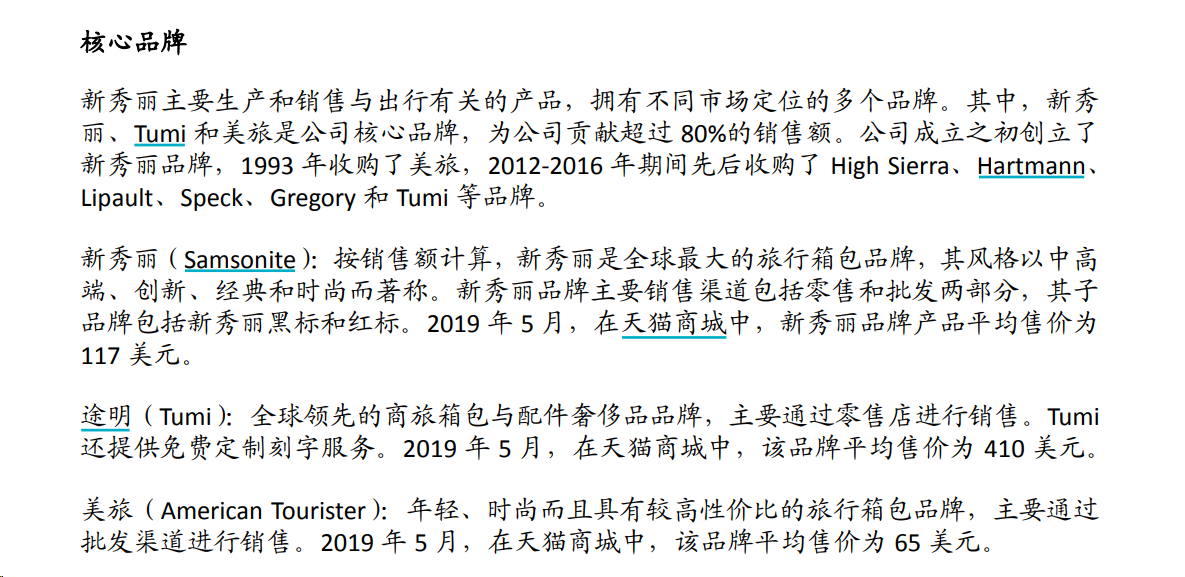 核心品牌
新秀丽主要生产和销售与出行有关的产品，拥有不同市场定位的多个品牌。其中，新秀
丽、Tumi 和美旅是公司核心品牌，为公司贡献超过 80%的销售额。公司成立之初创立了
新秀丽品牌，1993 年收购了美旅，2012-2016 年期间先后收购了 High Sierra、Hartmann、
Lipault、Speck、Gregory 和 Tumi 等品牌。
新秀丽（Samsonite）：按销售额计算，新秀丽是全球最大的旅行箱包品牌，其风格以中高
端、创新、经典和时尚而著称。新秀丽品牌主要销售渠道包括零售和批发两部分，其子
品牌包括新秀丽黑标和红标。2019 年 5 月，在天猫商城中，新秀丽品牌产品平均售价为
117 美元。
途明（Tumi）：全球领先的商旅箱包与配件奢侈品品牌，主要通过零售店进行销售。Tumi
还提供免费定制刻字服务。2019 年 5 月，在天猫商城中，该品牌平均售价为 410 美元。
美旅（American Tourister）：年轻、时尚而且具有较高性价比的旅行箱包品牌，主要通过
批发渠道进行销售。2019 年 5 月，在天猫商城中，该品牌平均售价为 65 美元。